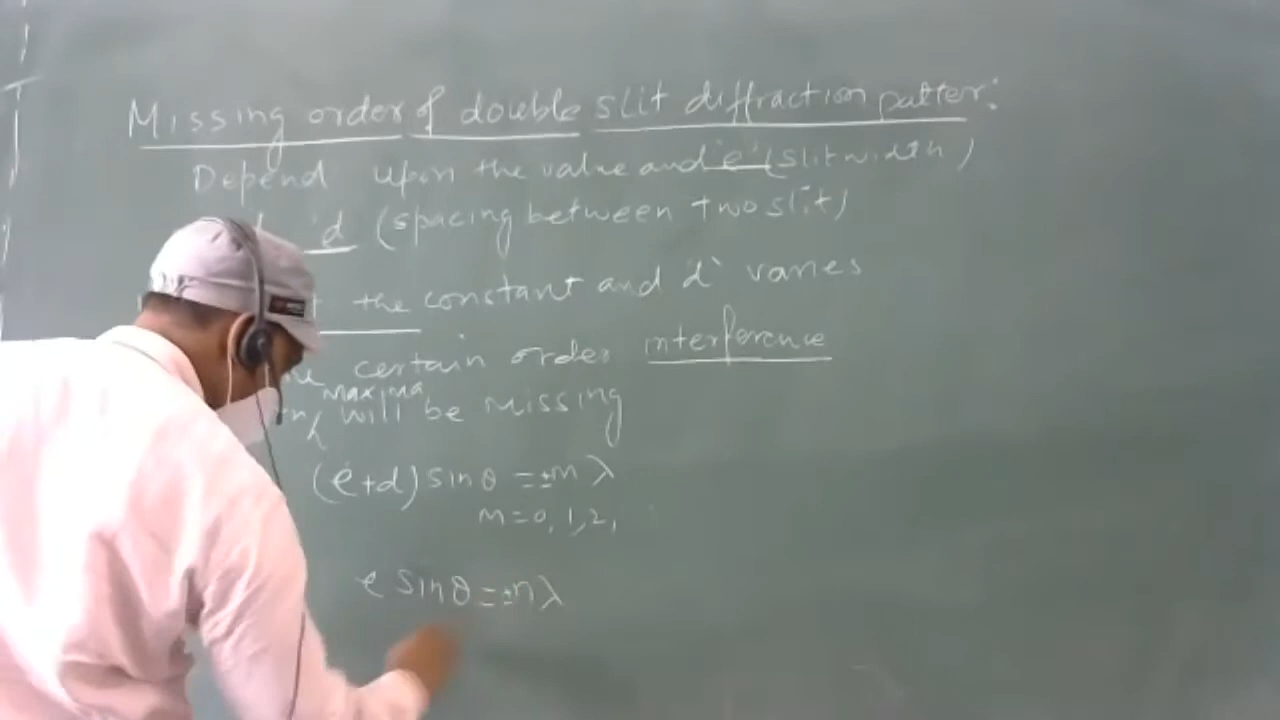 Missing order of double slit diffraction patter:
Depend upon the value and 'e' (slit width)
'd (spacing between two slit)
the constant and 'd' varies
certain order interference
maxima
will be missing
(e+d) sin θ = ±m λ
m=0, 1, 2,
e sin θ = ±n λ